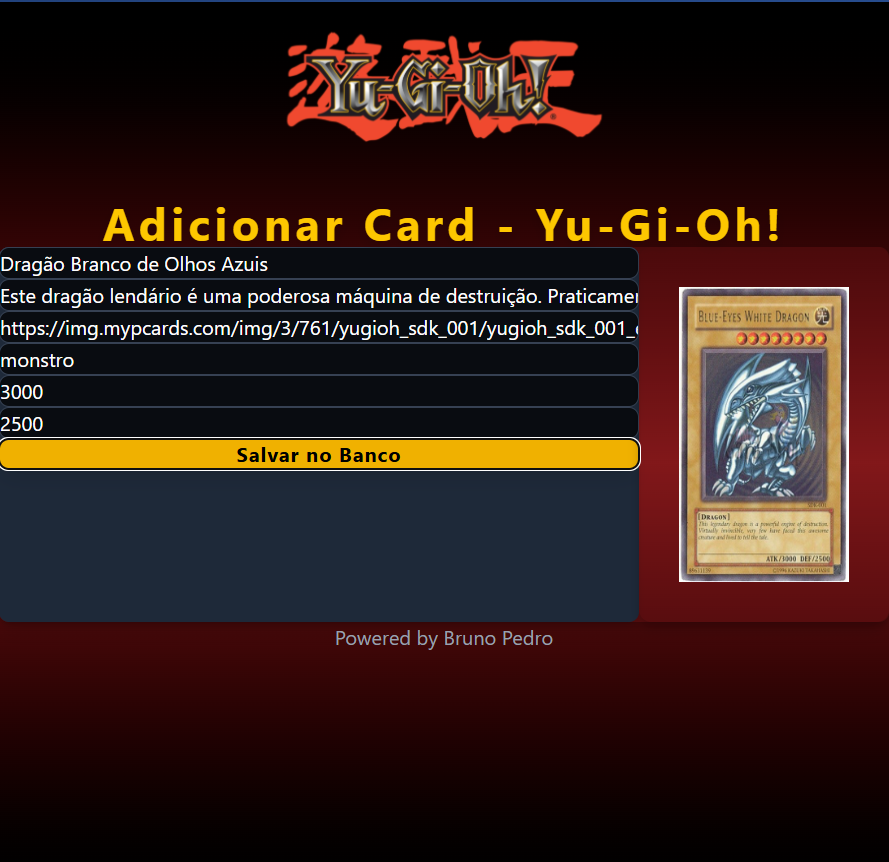 遊戯王
Yu-Gi-Oh!
Adicionar Card - Yu-Gi-Oh!
Dragão Branco de Olhos Azuis
Este dragão lendário é uma poderosa máquina de destruição.
https://img.mypcards.com/img/3/761/yugioh_sdk_001/yugioh_sdk_001_
monstro
3000
2500
Salvar no Banco
BLUE-EYES WHITE DRAGON
[DRAGON]
This legendary dragon is a powerful engine of destruction.
Virtually invincible, very few have faced this awesome
creature and lived to tell the tale.
ATK/3000 DEF/2500
Powered by Bruno Pedro